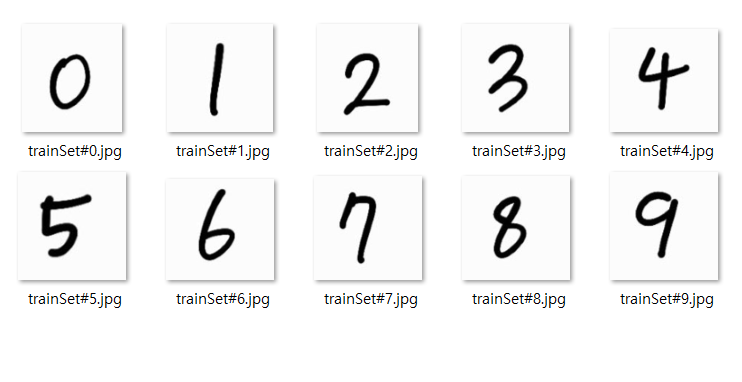 0 1 2 3 4
trainSet#0.jpg trainSet#1.jpg trainSet#2.jpg trainSet#3.jpg trainSet#4.jpg
5 6 7 8 9
trainSet#5.jpg trainSet#6.jpg trainSet#7.jpg trainSet#8.jpg trainSet#9.jpg